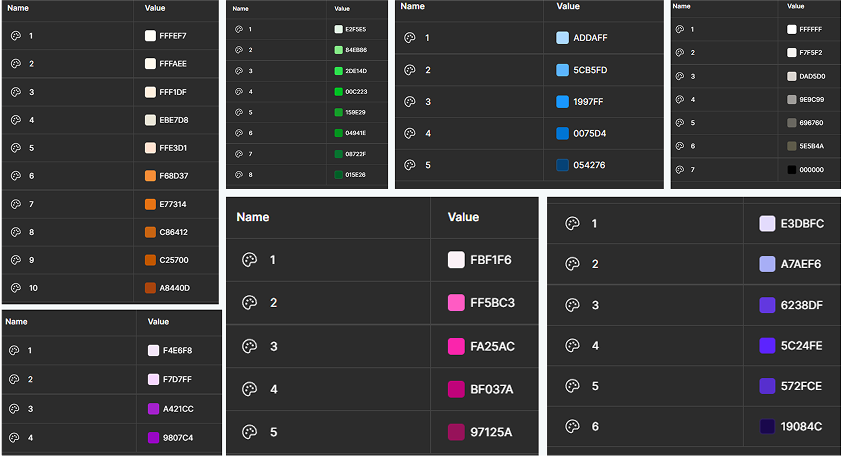 Name Value
1 FFFEF7
2 FFFAEE
3 FFF1DF
4 EBE7D8
5 FFE3D1
6 F68D37
7 E77314
8 C86412
9 C25700
10 A8440D
Name Value
1 E2F5E5
2 84EB86
3 2DE14D
4 00C223
5 159E29
6 04941E
7 08722F
8 015E26
Name Value
1 ADDAFF
2 5CB5FD
3 1997FF
4 0075D4
5 054276
Name Value
1 FFFFFF
2 F7F5F2
3 DAD5D0
4 9E9C99
5 696760
6 5E5B4A
7 000000
Name Value
1 F4E6F8
2 F7D7FF
3 A421CC
4 9807C4
Name Value
1 FBF1F6
2 FF5BC3
3 FA25AC
4 BF037A
5 97125A
1 E3DBFC
2 A7AEF6
3 6238DF
4 5C24FE
5 572FCE
6 19084C